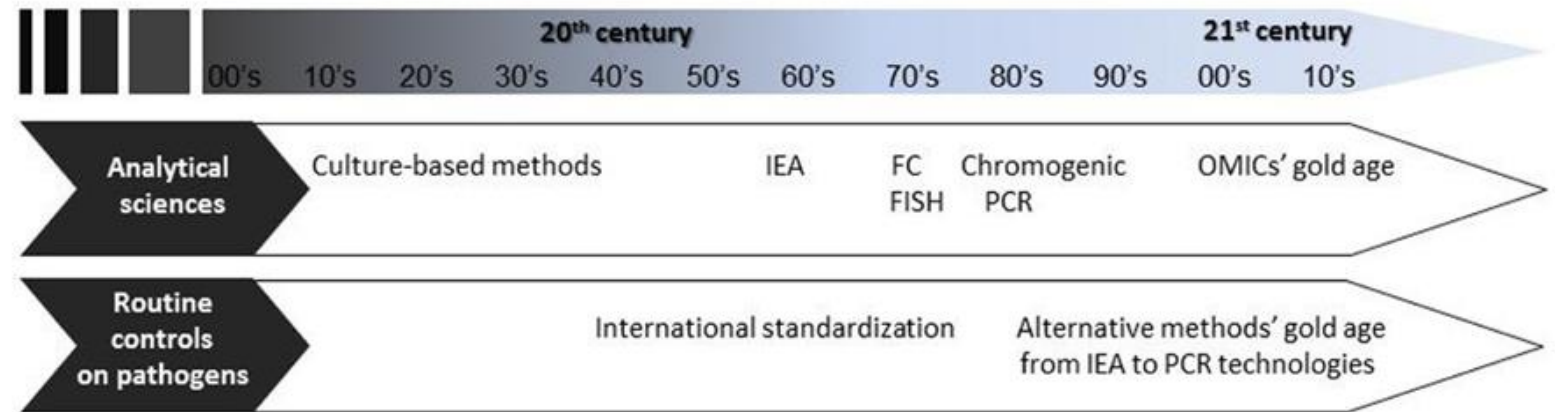 20th century 21st century
00's 10's 20's 30's 40's 50's 60's 70's 80's 90's 00's 10's
Analytical
sciences
Culture-based methods IEA FC Chromogenic OMICs' gold age
FISH PCR
Routine
controls
on pathogens
International standardization
Alternative methods' gold age
from IEA to PCR technologies